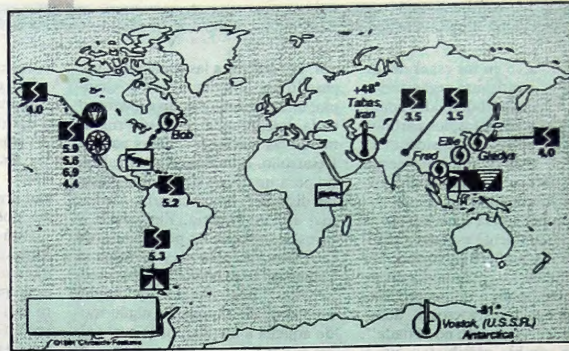 +48°
Tabas,
Iran
3.5
3.5
4.0
Bob
5.9
5.6
6.9
4.4
Ellie
Fred
Gladys
4.0
5.2
5.3
Vostok, (U.S.S.R.)
Antarctica
Features